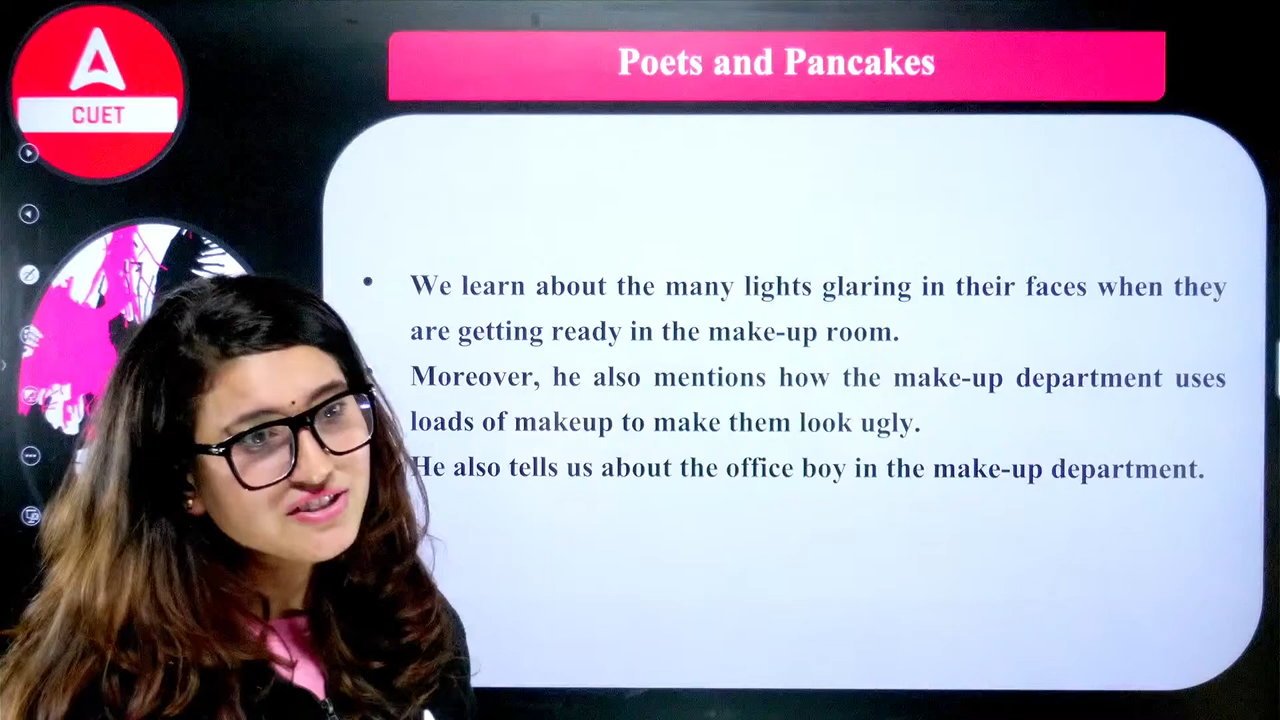 CUET
Poets and Pancakes
• We learn about the many lights glaring in their faces when they
are getting ready in the make-up room.
Moreover, he also mentions how the make-up department uses
loads of makeup to make them look ugly.
He also tells us about the office boy in the make-up department.